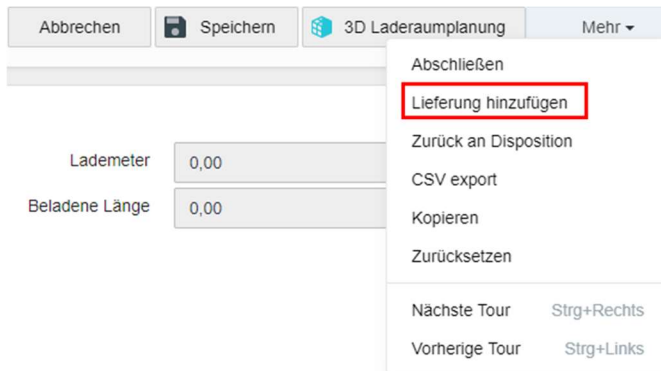 Abbrechen Speichern 3D Laderaumplanung Mehr
Abschließen
Lieferung hinzufügen
Zurück an Disposition
Lademeter 0,00
CSV export
Beladene Länge 0,00
Kopieren
Zurücksetzen
Nächste Tour Strg+Rechts
Vorherige Tour Strg+Links